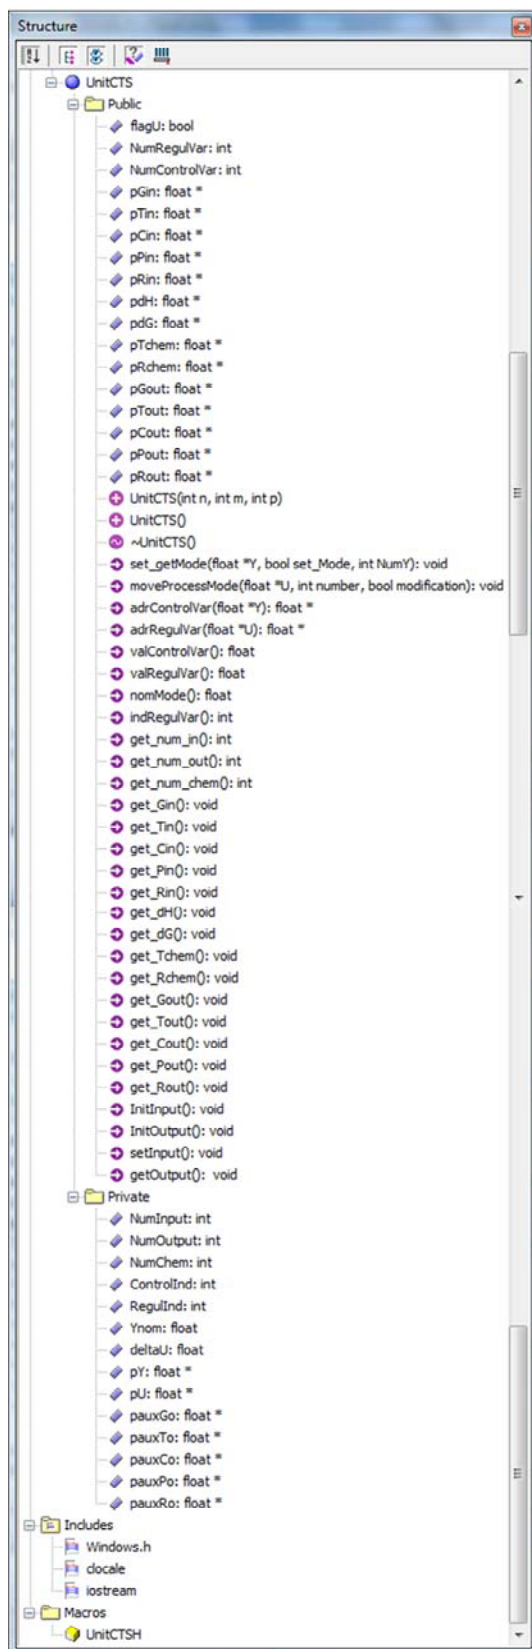 Structure
UnitCTS
Public
flagU: bool
NumRegulVar: int
NumControlVar: int
pGin: float *
pTin: float *
pCin: float *
pPin: float *
pRin: float *
pdH: float *
pdG: float *
pTchem: float *
pRchem: float *
pGout: float *
pTout: float *
pCout: float *
pPout: float *
pRout: float *
UnitCTS(int n, int m, int p)
UnitCTS()
~UnitCTS()
set_getMode(float *Y, bool set_Mode, int NumY): void
moveProcessMode(float *U, int number, bool modification): void
adrControlVar(float *Y): float *
adrRegulVar(float *U): float *
valControlVar(): float
valRegulVar(): float
nomMode(): float
indRegulVar(): int
get_num_in(): int
get_num_out(): int
get_num_chem(): int
get_Gin(): void
get_Tin(): void
get_Cin(): void
get_Pin(): void
get_Rin(): void
get_dH(): void
get_dG(): void
get_Tchem(): void
get_Rchem(): void
get_Gout(): void
get_Tout(): void
get_Cout(): void
get_Pout(): void
get_Rout(): void
InitInput(): void
InitOutput(): void
setInput(): void
getOutput(): void
Private
NumInput: int
NumOutput: int
NumChem: int
ControlInd: int
RegulInd: int
Ynom: float
deltaU: float
pY: float *
pU: float *
pauxGo: float *
pauxTo: float *
pauxCo: float *
pauxPo: float *
pauxRo: float *
Includes
Windows.h
clocale
iostream
Macros
UnitCTSH